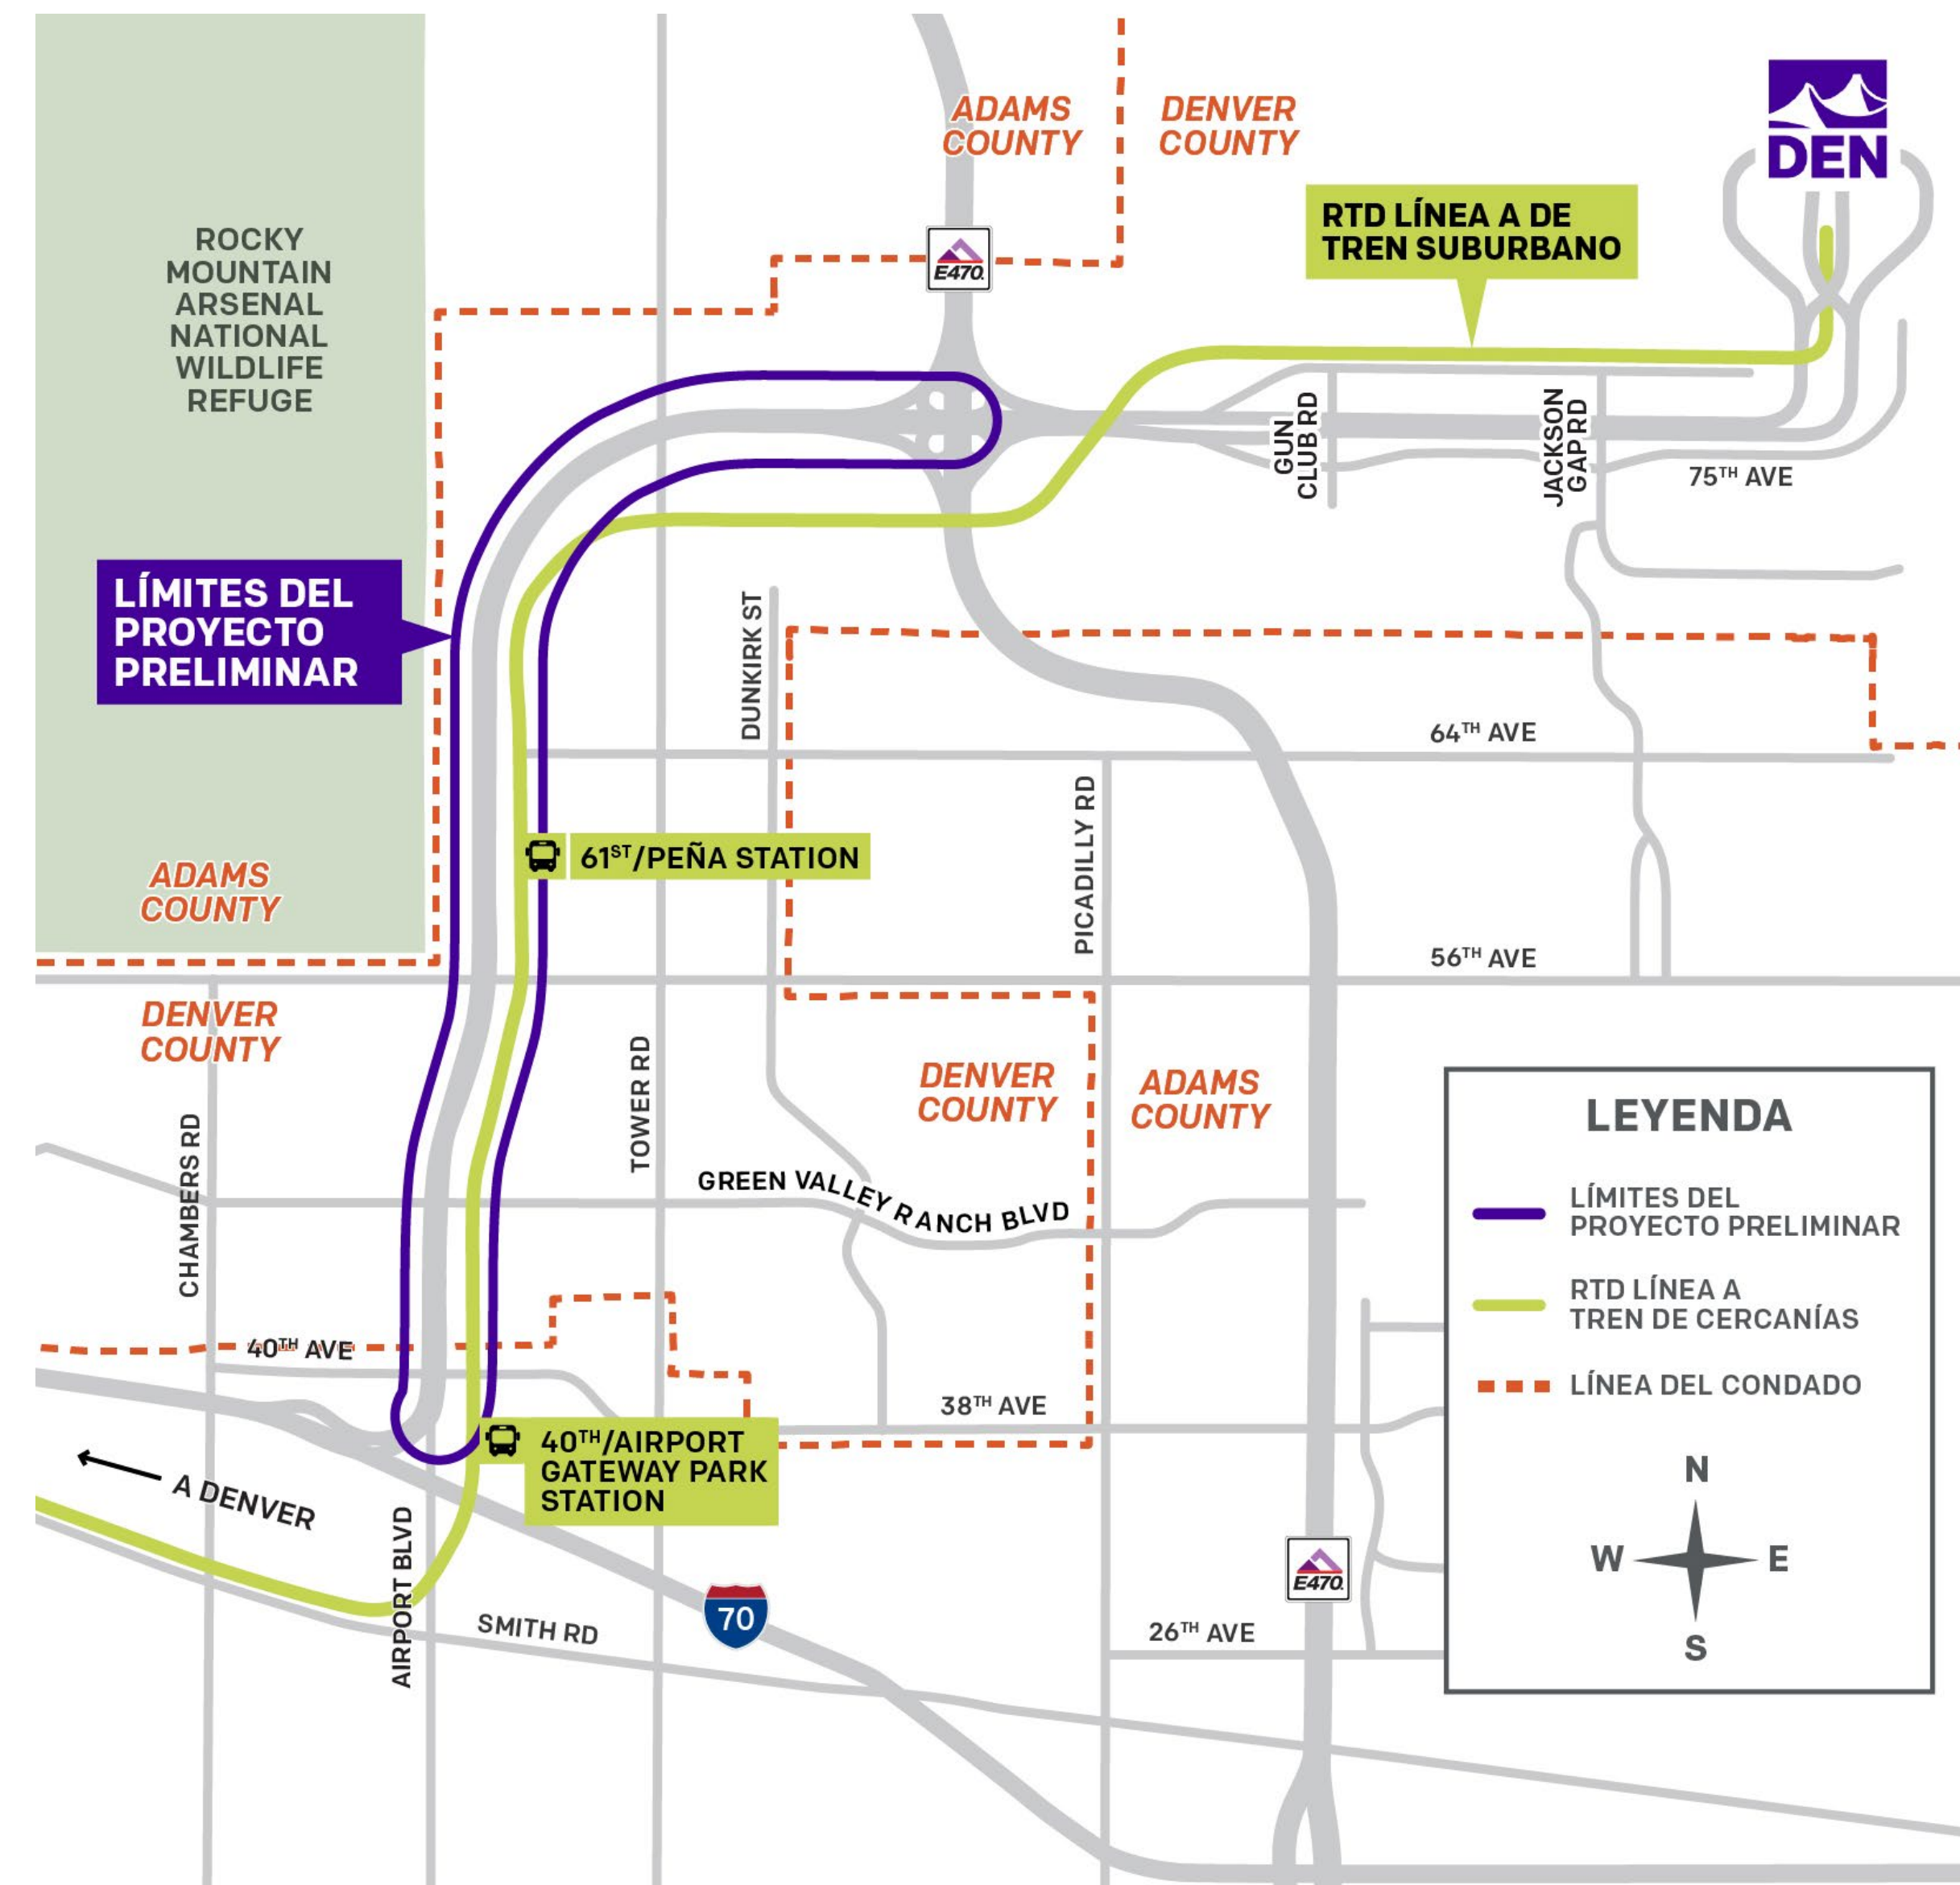 ADAMS
COUNTY
DENVER
COUNTY
DEN
ROCKY
MOUNTAIN
ARSENAL
NATIONAL
WILDLIFE
REFUGE
E470
RTD LÍNEA A DE
TREN SUBURBANO
GUN
CLUB RD
JACKSON
GAP RD
75TH AVE
LÍMITES DEL
PROYECTO
PRELIMINAR
DUNKIRK ST
64TH AVE
61ST/PEÑA STATION
PICADILLY RD
ADAMS
COUNTY
56TH AVE
DENVER
COUNTY
TOWER RD
DENVER
COUNTY
ADAMS
COUNTY
CHAMBERS RD
GREEN VALLEY RANCH BLVD
40TH AVE
38TH AVE
40TH/AIRPORT
GATEWAY PARK
STATION
A DENVER
AIRPORT BLVD
SMITH RD
70
E470
26TH AVE
LEYENDA
LÍMITES DEL
PROYECTO PRELIMINAR
RTD LÍNEA A
TREN DE CERCANÍAS
LÍNEA DEL CONDADO
N
W
E
S